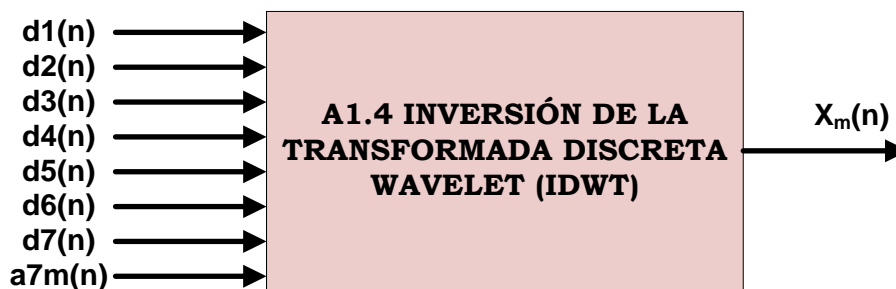 d1(n)
d2(n)
d3(n)
d4(n)
d5(n)
d6(n)
d7(n)
a7m(n)
A1.4 INVERSIÓN DE LA
TRANSFORMADA DISCRETA
WAVELET (IDWT)
Xm(n)